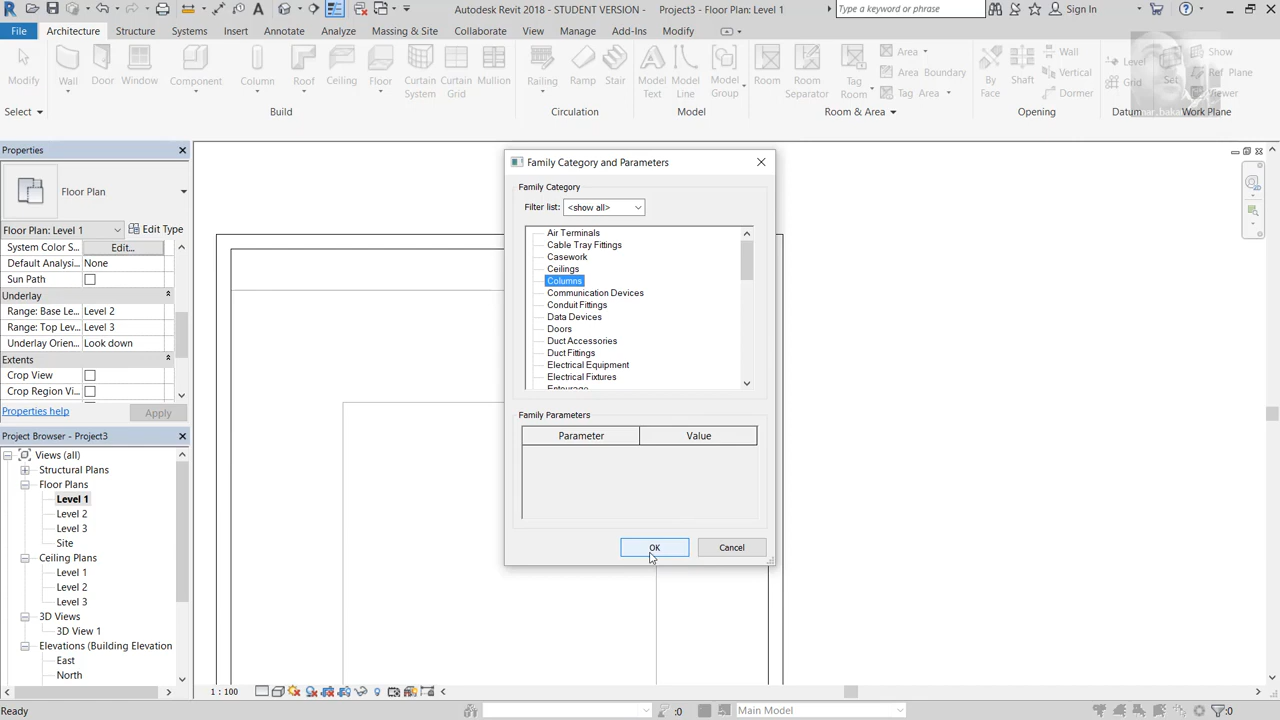 Autodesk Revit 2018 - STUDENT VERSION - Project3 - Floor Plan: Level 1
Type a keyword or phrase
Sign In
File
Architecture
Structure
Systems
Insert
Annotate
Analyze
Massing & Site
Collaborate
View
Manage
Add-Ins
Modify
Modify
Wall
Door
Window
Component
Column
Roof
Ceiling
Floor
Curtain System
Curtain Grid
Mullion
Railing
Ramp
Stair
Model Text
Model Line
Model Group
Room
Room Separator
Tag Room
Area
Area Boundary
Tag Area
By Face
Shaft
Wall
Vertical
Dormer
Level
Grid
Set
Show
Ref Plane
Viewer
Select
Build
Circulation
Model
Room & Area
Opening
Datum
Work Plane
Properties
Floor Plan
Floor Plan: Level 1
Edit Type
System Color S...
Edit...
Default Analysi... None
Sun Path
Underlay
Range: Base Le... Level 2
Range: Top Lev... Level 3
Underlay Orien... Look down
Extents
Crop View
Crop Region Vi...
Properties help
Apply
Project Browser - Project3
Views (all)
Structural Plans
Floor Plans
Level 1
Level 2
Level 3
Site
Ceiling Plans
Level 1
Level 2
Level 3
3D Views
3D View 1
Elevations (Building Elevation
East
North
Family Category and Parameters
Family Category
Filter list: <show all>
Air Terminals
Cable Tray Fittings
Casework
Ceilings
Columns
Communication Devices
Conduit Fittings
Data Devices
Doors
Duct Accessories
Duct Fittings
Electrical Equipment
Electrical Fixtures
Entourage
Family Parameters
Parameter Value
OK
Cancel
1 : 100
Ready
:0
Main Model
:0